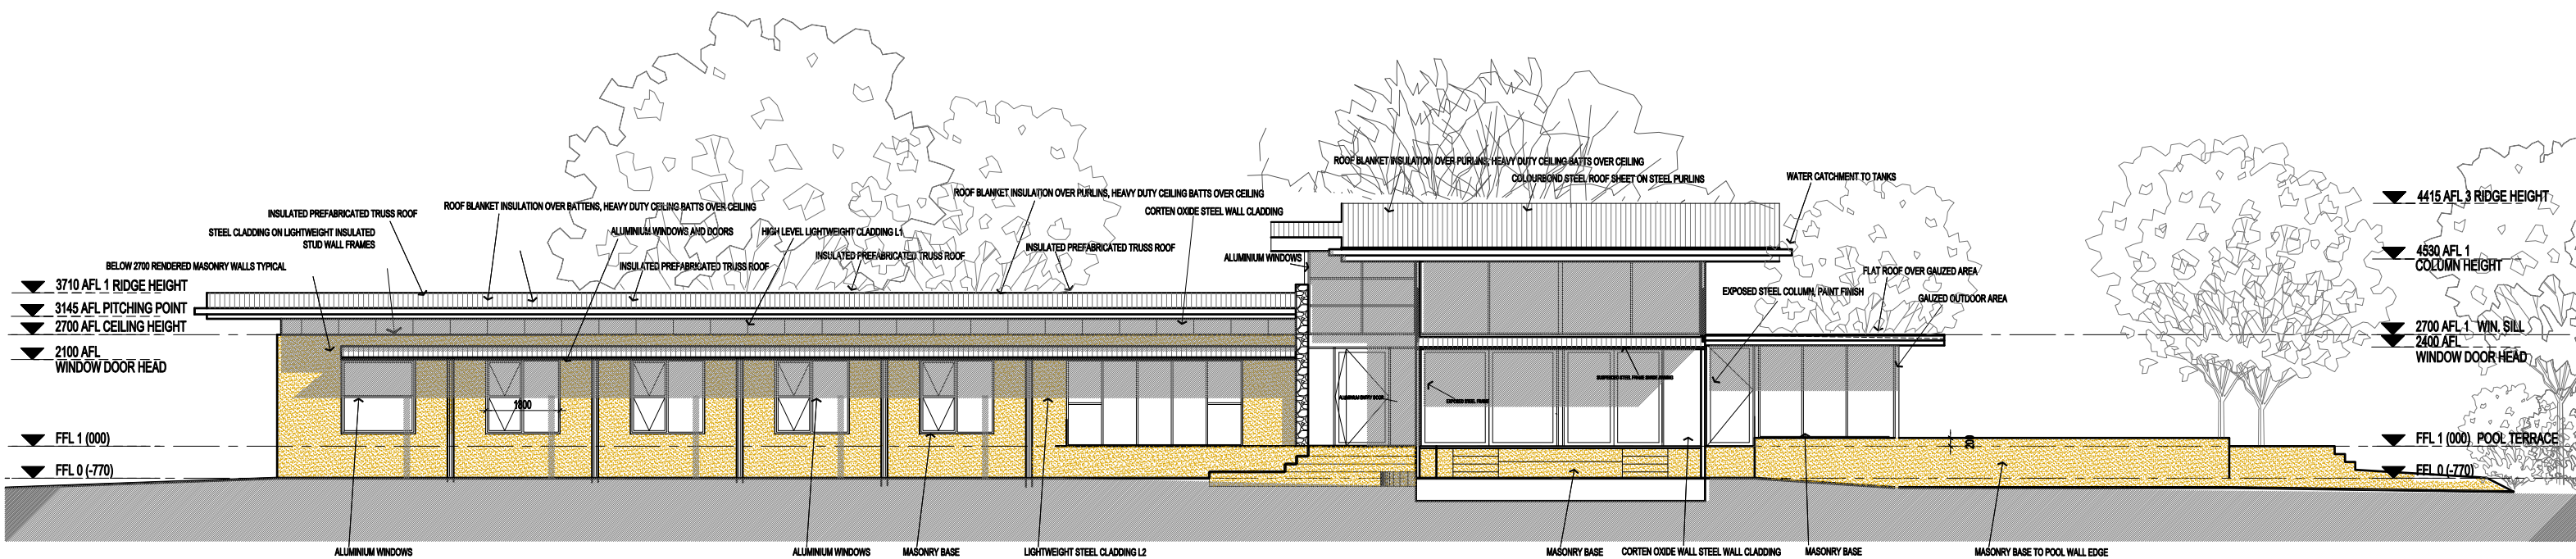 ROOF BLANKET INSULATION OVER PURLINS, HEAVY DUTY CEILING BATTS OVER CEILING
COLOURBOND STEEL ROOF SHEET ON STEEL PURLINS
WATER CATCHMENT TO TANKS
ROOF BLANKET INSULATION OVER PURLINS, HEAVY DUTY CEILING BATTS OVER CEILING
4415 AFL 3 RIDGE HEIGHT
ROOF BLANKET INSULATION OVER BATTENS, HEAVY DUTY CEILING BATTS OVER CEILING
CORTEN OXIDE STEEL WALL CLADDING
INSULATED PREFABRICATED TRUSS ROOF
STEEL CLADDING ON LIGHTWEIGHT INSULATED
STUD WALL FRAMES
ALUMINIUM WINDOWS AND DOORS
HIGH LEVEL LIGHTWEIGHT CLADDING L1
INSULATED PREFABRICATED TRUSS ROOF
INSULATED PREFABRICATED TRUSS ROOF
ALUMINIUM WINDOWS
4530 AFL 1
COLUMN HEIGHT
BELOW 2700 RENDERED MASONRY WALLS TYPICAL
INSULATED PREFABRICATED TRUSS ROOF
FLAT ROOF OVER GAUZED AREA
3710 AFL 1 RIDGE HEIGHT
EXPOSED STEEL COLUMN, PAINT FINISH
GAUZED OUTDOOR AREA
3145 AFL PITCHING POINT
2700 AFL CEILING HEIGHT
2700 AFL 1 WIN. SILL
2400 AFL
WINDOW DOOR HEAD
2100 AFL
WINDOW DOOR HEAD
ALUMINIUM ENTRY DOOR
EXPOSED STEEL FRAME
1800
FFL 1 (000)
FFL 1 (000) POOL TERRACE
200
FFL 0 (-770)
FFL 0 (-770)
ALUMINIUM WINDOWS
ALUMINIUM WINDOWS
MASONRY BASE
LIGHTWEIGHT STEEL CLADDING L2
MASONRY BASE
CORTEN OXIDE WALL STEEL WALL CLADDING
MASONRY BASE
MASONRY BASE TO POOL WALL EDGE